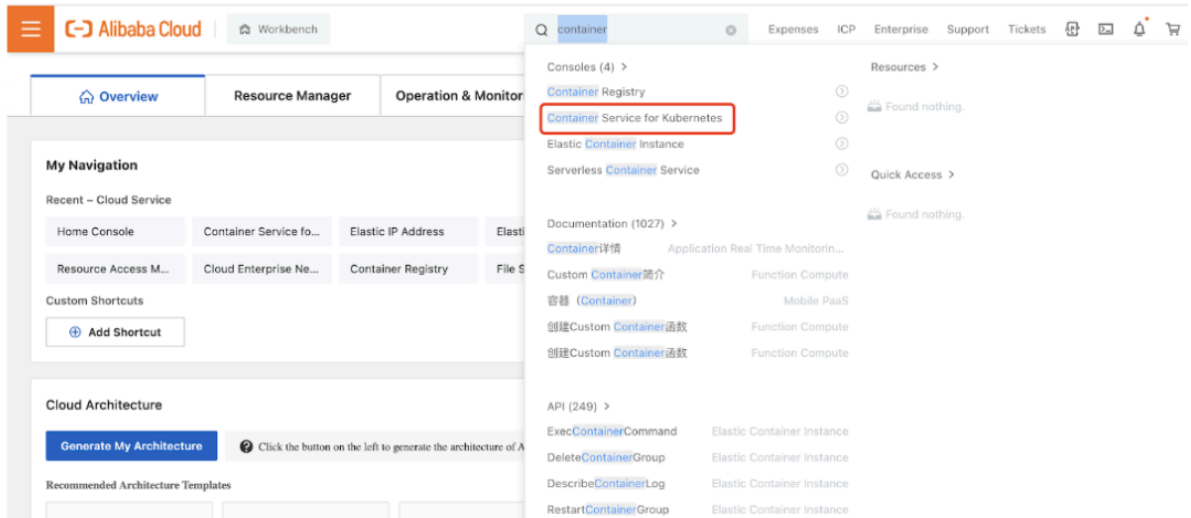 Alibaba Cloud
Workbench
container
Expenses ICP Enterprise Support Tickets
Overview
Resource Manager
Operation & Monitor
My Navigation
Recent – Cloud Service
Home Console Container Service fo... Elastic IP Address Elasti
Resource Access M... Cloud Enterprise Ne... Container Registry File S
Custom Shortcuts
Add Shortcut
Cloud Architecture
Generate My Architecture
Click the button on the left to generate the architecture of A
Recommended Architecture Templates
Consoles (4) >
Container Registry
Container Service for Kubernetes
Elastic Container Instance
Serverless Container Service
Documentation (1027) >
Container详情 Application Real Time Monitorin...
Custom Container简介 Function Compute
容器（Container） Mobile PaaS
创建Custom Container函数 Function Compute
创建Custom Container函数 Function Compute
API (249) >
ExecContainerCommand Elastic Container Instance
DeleteContainerGroup Elastic Container Instance
DescribeContainerLog Elastic Container Instance
RestartContainerGroup Elastic Container Instance
Resources >
Found nothing.
Quick Access >
Found nothing.